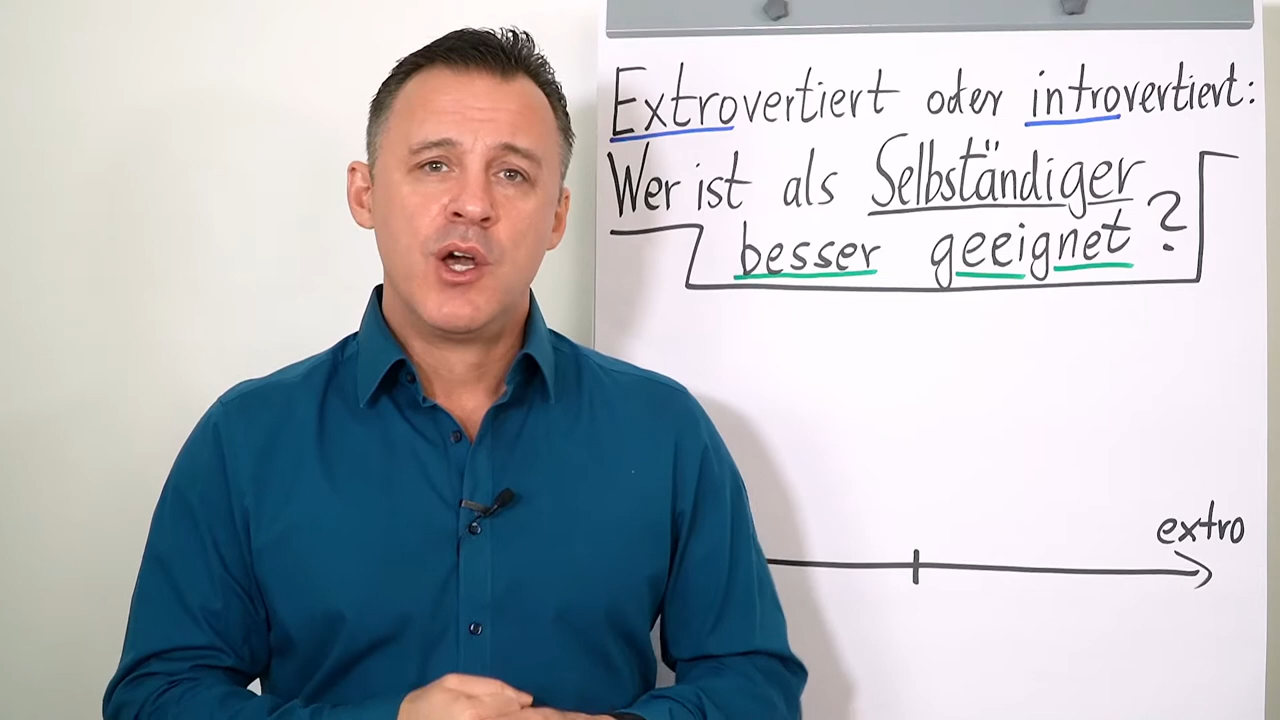 Extrovertiert oder introvertiert:
Wer ist als Selbständiger
besser geeignet?
extro